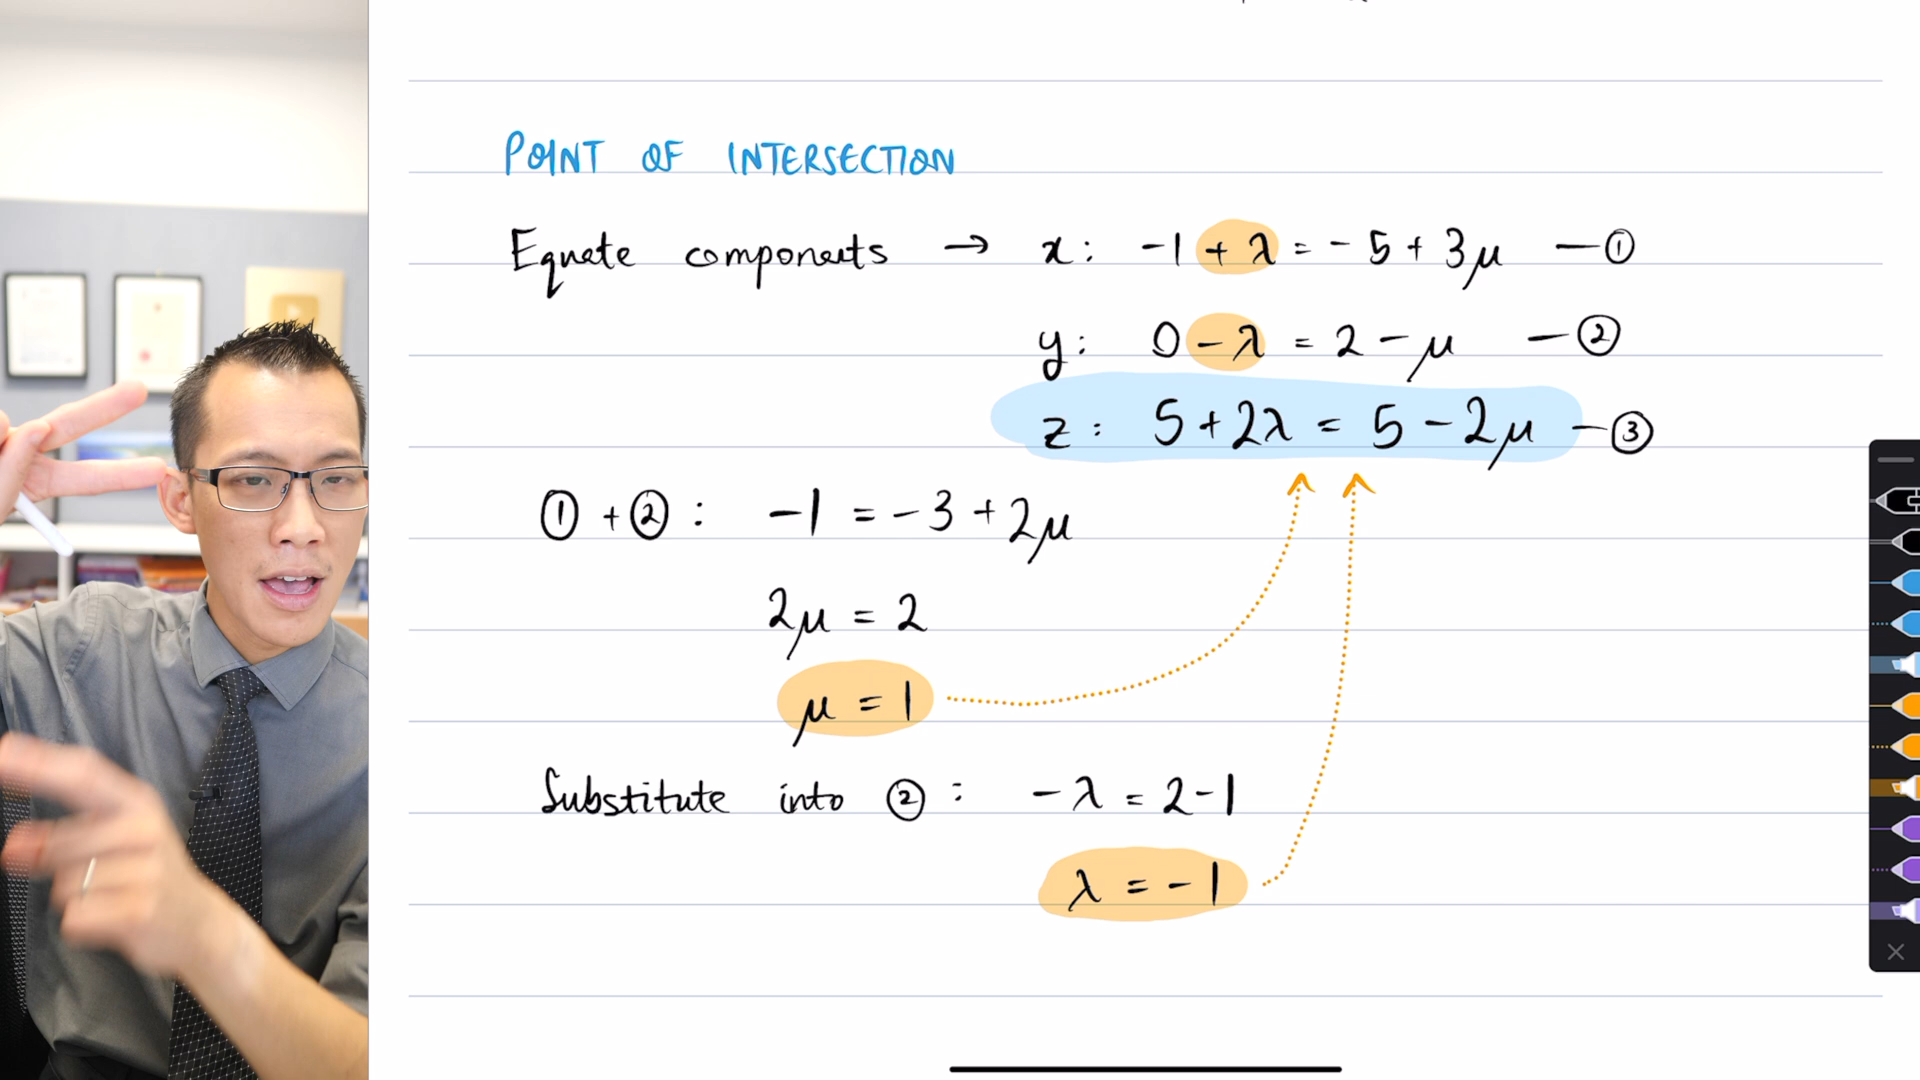 POINT OF INTERSECTION
Equate components → x: -1 + λ = -5 + 3μ —①
y: 0 - λ = 2 - μ —②
z: 5 + 2λ = 5 - 2μ —③
① + ②: -1 = -3 + 2μ
2μ = 2
μ = 1
Substitute into ②: -λ = 2-1
λ = -1